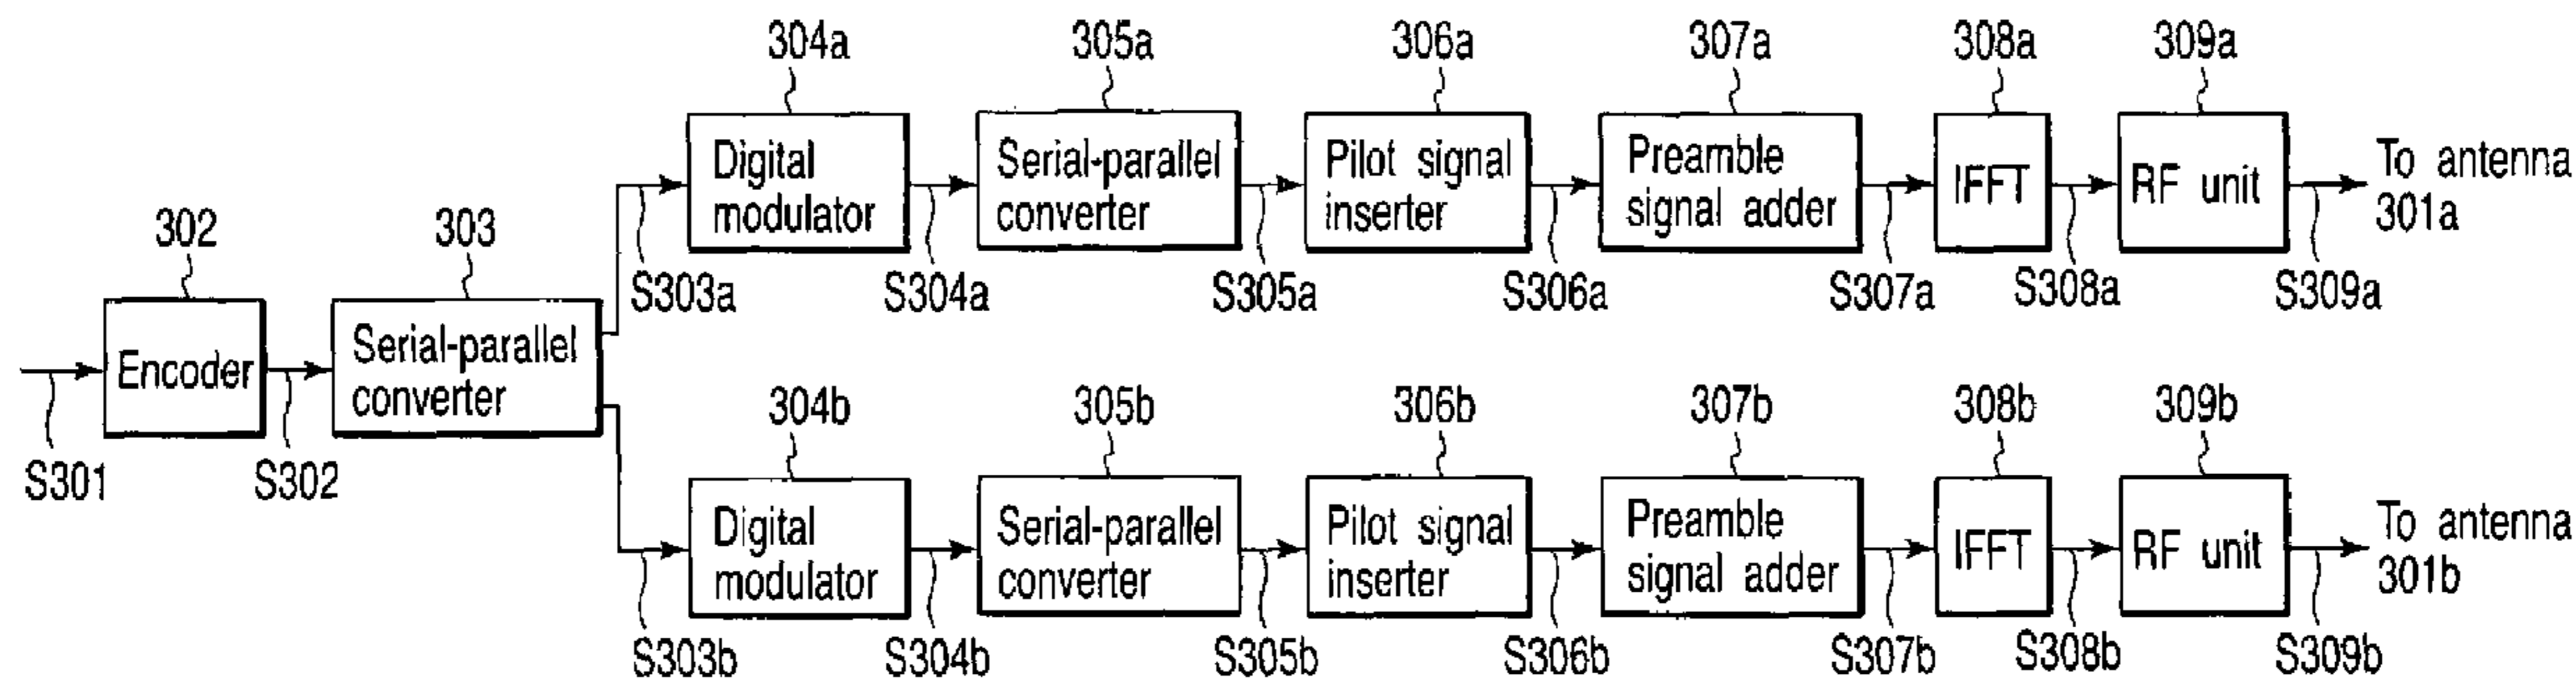 304a 305a 306a 307a 308a 309a
Digital
modulator
Serial-parallel
converter
Pilot signal
inserter
Preamble
signal adder
IFFT
RF unit
To antenna
301a
302 303
S303a S304a S305a S306a S307a S308a S309a
Encoder
Serial-parallel
converter
S301 S302
304b 305b 306b 307b 308b 309b
Digital
modulator
Serial-parallel
converter
Pilot signal
inserter
Preamble
signal adder
IFFT
RF unit
To antenna
301b
S303b S304b S305b S306b S307b S308b S309b